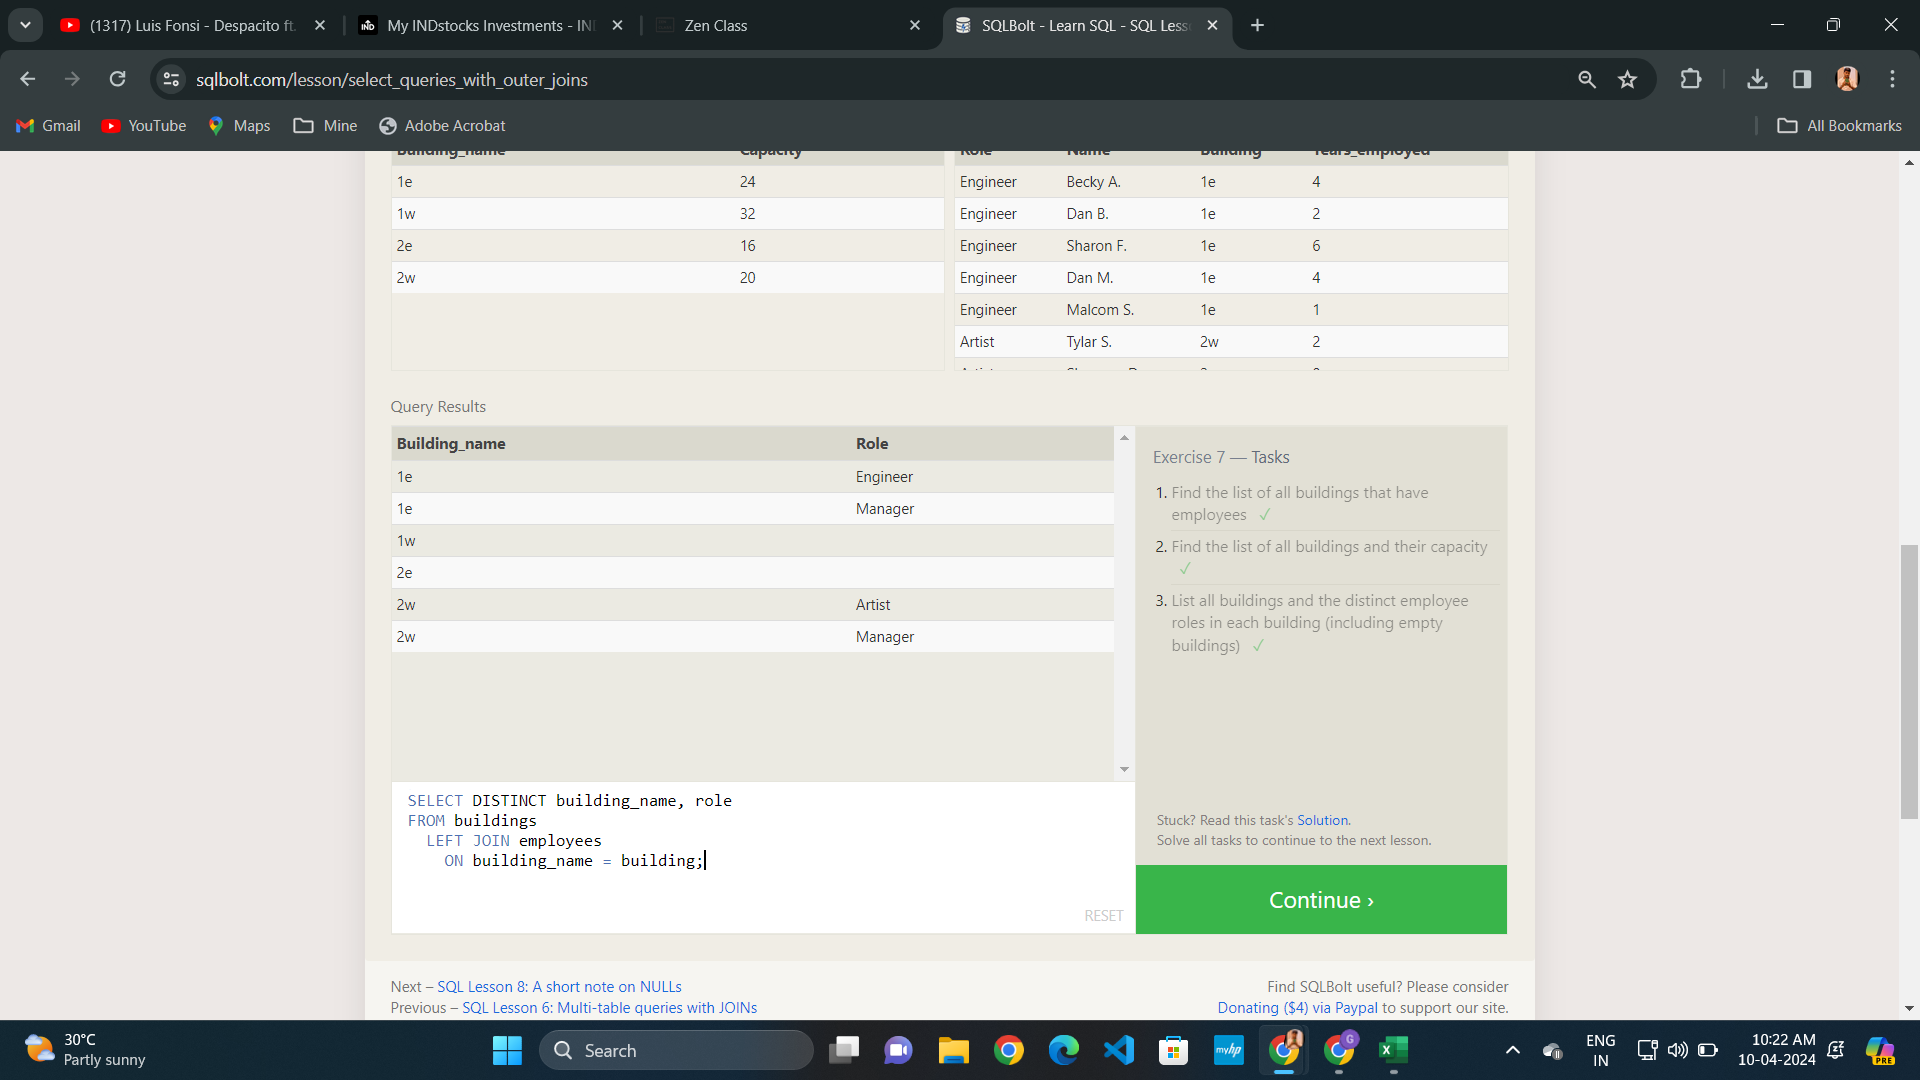 (1317) Luis Fonsi - Despacito ft.
My INDstocks Investments - IN
Zen Class
SQLBolt - Learn SQL - SQL Less
sqlbolt.com/lesson/select_queries_with_outer_joins
Gmail YouTube Maps Mine Adobe Acrobat All Bookmarks
Building_name Capacity
1e 24
1w 32
2e 16
2w 20
Role Name Building Years_employed
Engineer Becky A. 1e 4
Engineer Dan B. 1e 2
Engineer Sharon F. 1e 6
Engineer Dan M. 1e 4
Engineer Malcom S. 1e 1
Artist Tylar S. 2w 2
Query Results
Building_name Role
1e Engineer
1e Manager
1w
2e
2w Artist
2w Manager
Exercise 7 — Tasks
1. Find the list of all buildings that have
employees ✓
2. Find the list of all buildings and their capacity
✓
3. List all buildings and the distinct employee
roles in each building (including empty
buildings) ✓
SELECT DISTINCT building_name, role
FROM buildings
LEFT JOIN employees
ON building_name = building;
RESET
Stuck? Read this task's Solution.
Solve all tasks to continue to the next lesson.
Continue ›
Next – SQL Lesson 8: A short note on NULLs
Previous – SQL Lesson 6: Multi-table queries with JOINs
Find SQLBolt useful? Please consider
Donating ($4) via Paypal to support our site.
30°C
Partly sunny
Search
myhp
G
ENG
IN
10:22 AM
10-04-2024
PRE